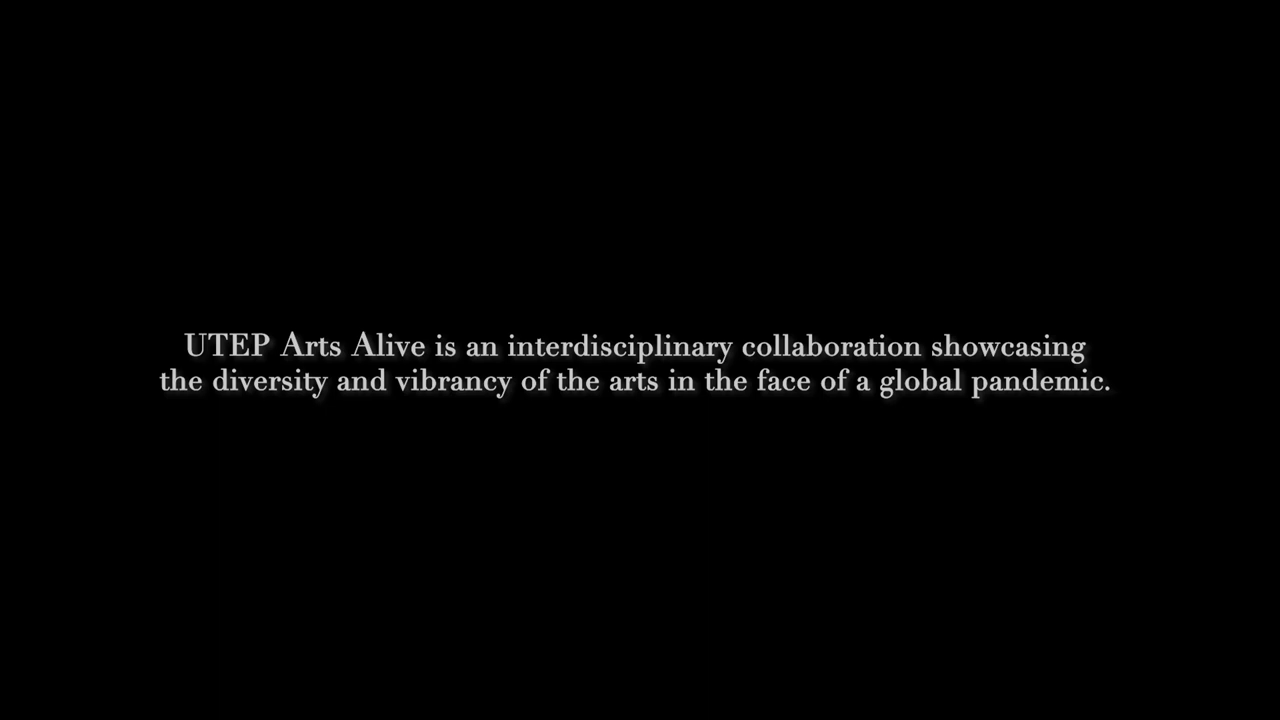 UTEP Arts Alive is an interdisciplinary collaboration showcasing
the diversity and vibrancy of the arts in the face of a global pandemic.